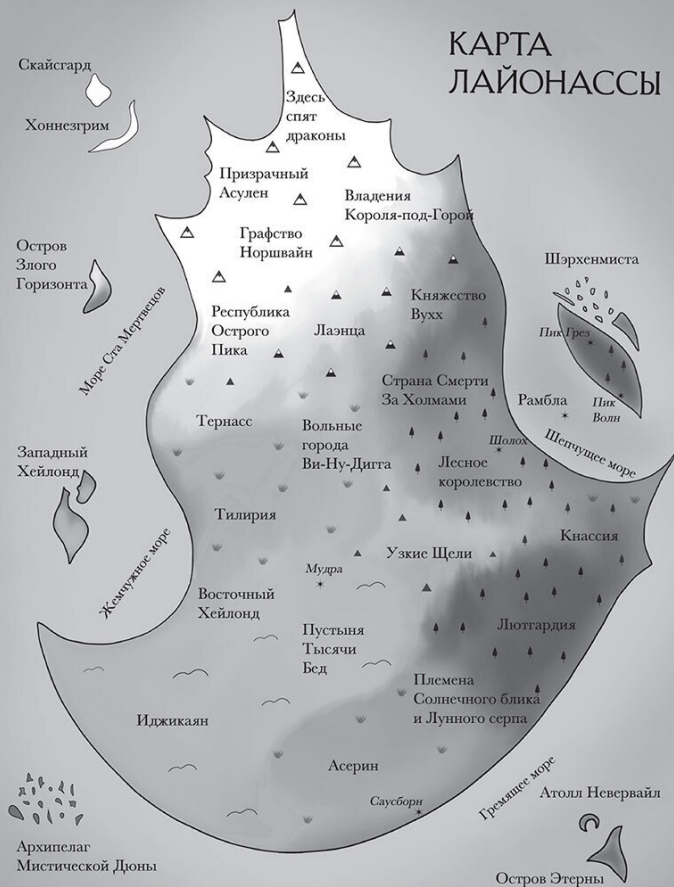 КАРТА
ЛАЙОНАССЫ
Скайсгард
Хоннезгрим
Здесь
спят
драконы
Призрачный
Асулен
Владения
Короля-под-Горой
Графство
Норшвайн
Остров
Злого
Горизонта
Море Ста Мертвецов
Шэрхенмиста
Княжество
Вухх
Республика
Острого
Пика
Лаэнца
Пик Грез
Страна Смерти
За Холмами
Рамбла
Пик
Волн
Тернасс
Вольные
города
Ви-Ну-Дигга
Шолох
Шепчущее море
Западный
Хейлонд
Лесное
королевство
Тилирия
Кнассия
Узкие Щели
Жемчужное море
Мудра
Восточный
Хейлонд
Лютгардия
Пустыня
Тысячи
Бед
Племена
Солнечного блика
и Лунного серпа
Иджикаян
Асерин
Саусборн
Гремящее море
Атолл Невервайл
Архипелаг
Мистической Дюны
Остров Этерны